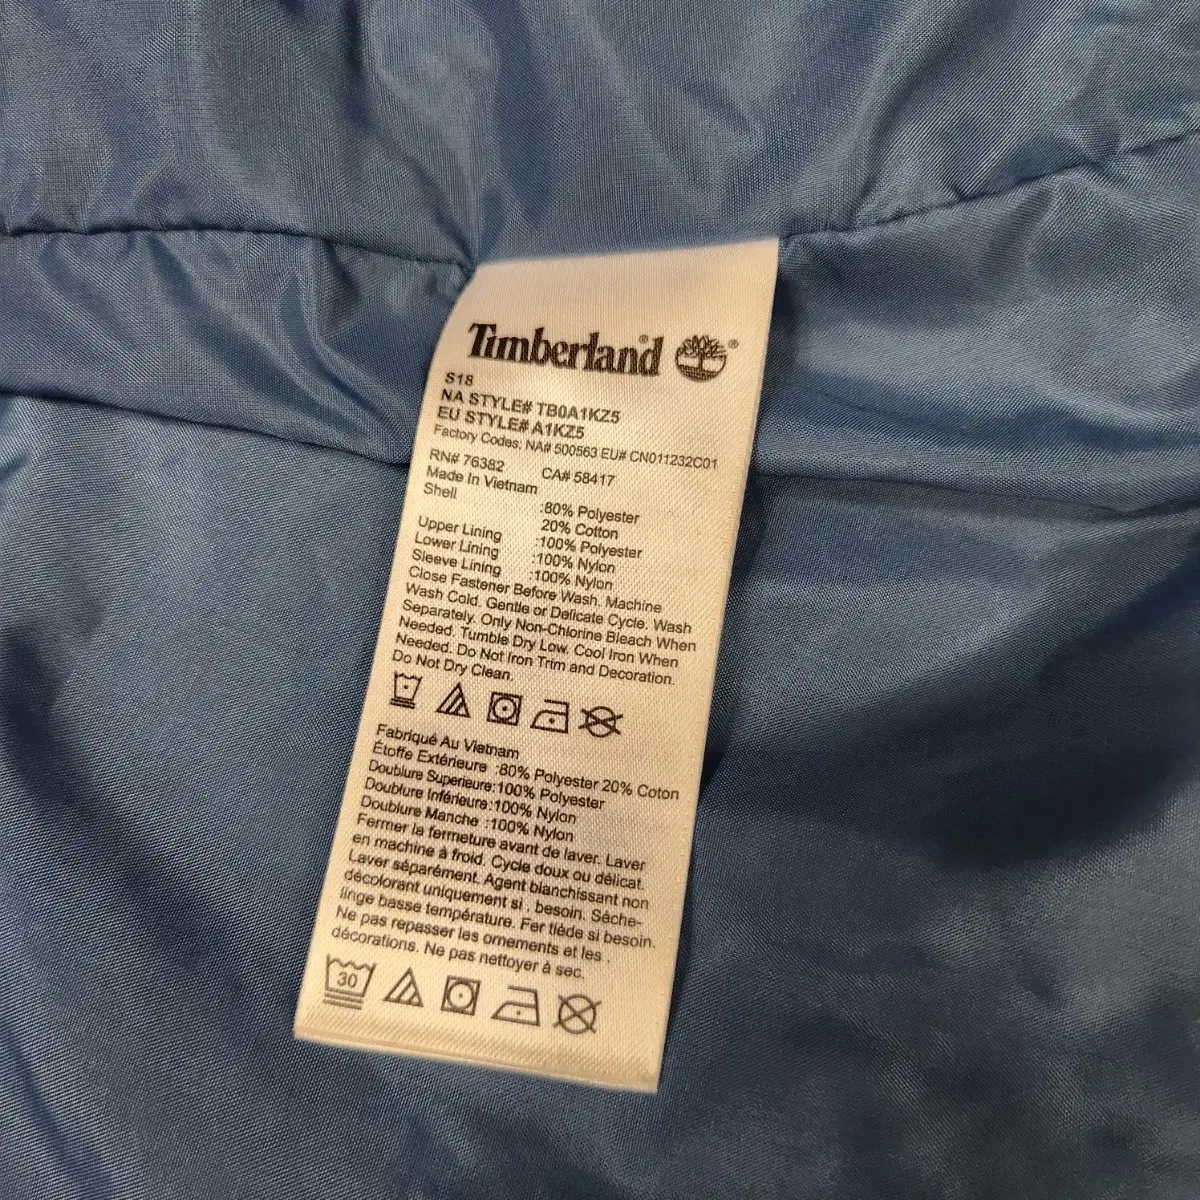 Timberland® ®
S18
NA STYLE# TB0A1KZ5
EU STYLE# A1KZ5
Factory Codes: NA# 500563 EU# CN011232C01
RN# 76382 CA# 58417
Made In Vietnam
Shell :80% Polyester
20% Cotton
Upper Lining :100% Polyester
Lower Lining :100% Nylon
Sleeve Lining :100% Nylon
Close Fastener Before Wash. Machine
Wash Cold. Gentle or Delicate Cycle. Wash
Separately. Only Non-Chlorine Bleach When
Needed. Tumble Dry Low. Cool Iron When
Needed. Do Not Iron Trim and Decoration.
Do Not Dry Clean.
Fabriqué Au Vietnam
Étoffe Extérieure :80% Polyester 20% Coton
Doublure Superieure:100% Polyester
Doublure Inférieure:100% Nylon
Doublure Manche :100% Nylon
Fermer la fermeture avant de laver. Laver
en machine à froid. Cycle doux ou délicat.
Laver séparément. Agent blanchissant non
décolorant uniquement si . besoin. Sèche-
linge basse température. Fer tiède si besoin.
Ne pas repasser les ornements et les .
décorations. Ne pas nettoyer à sec.
30